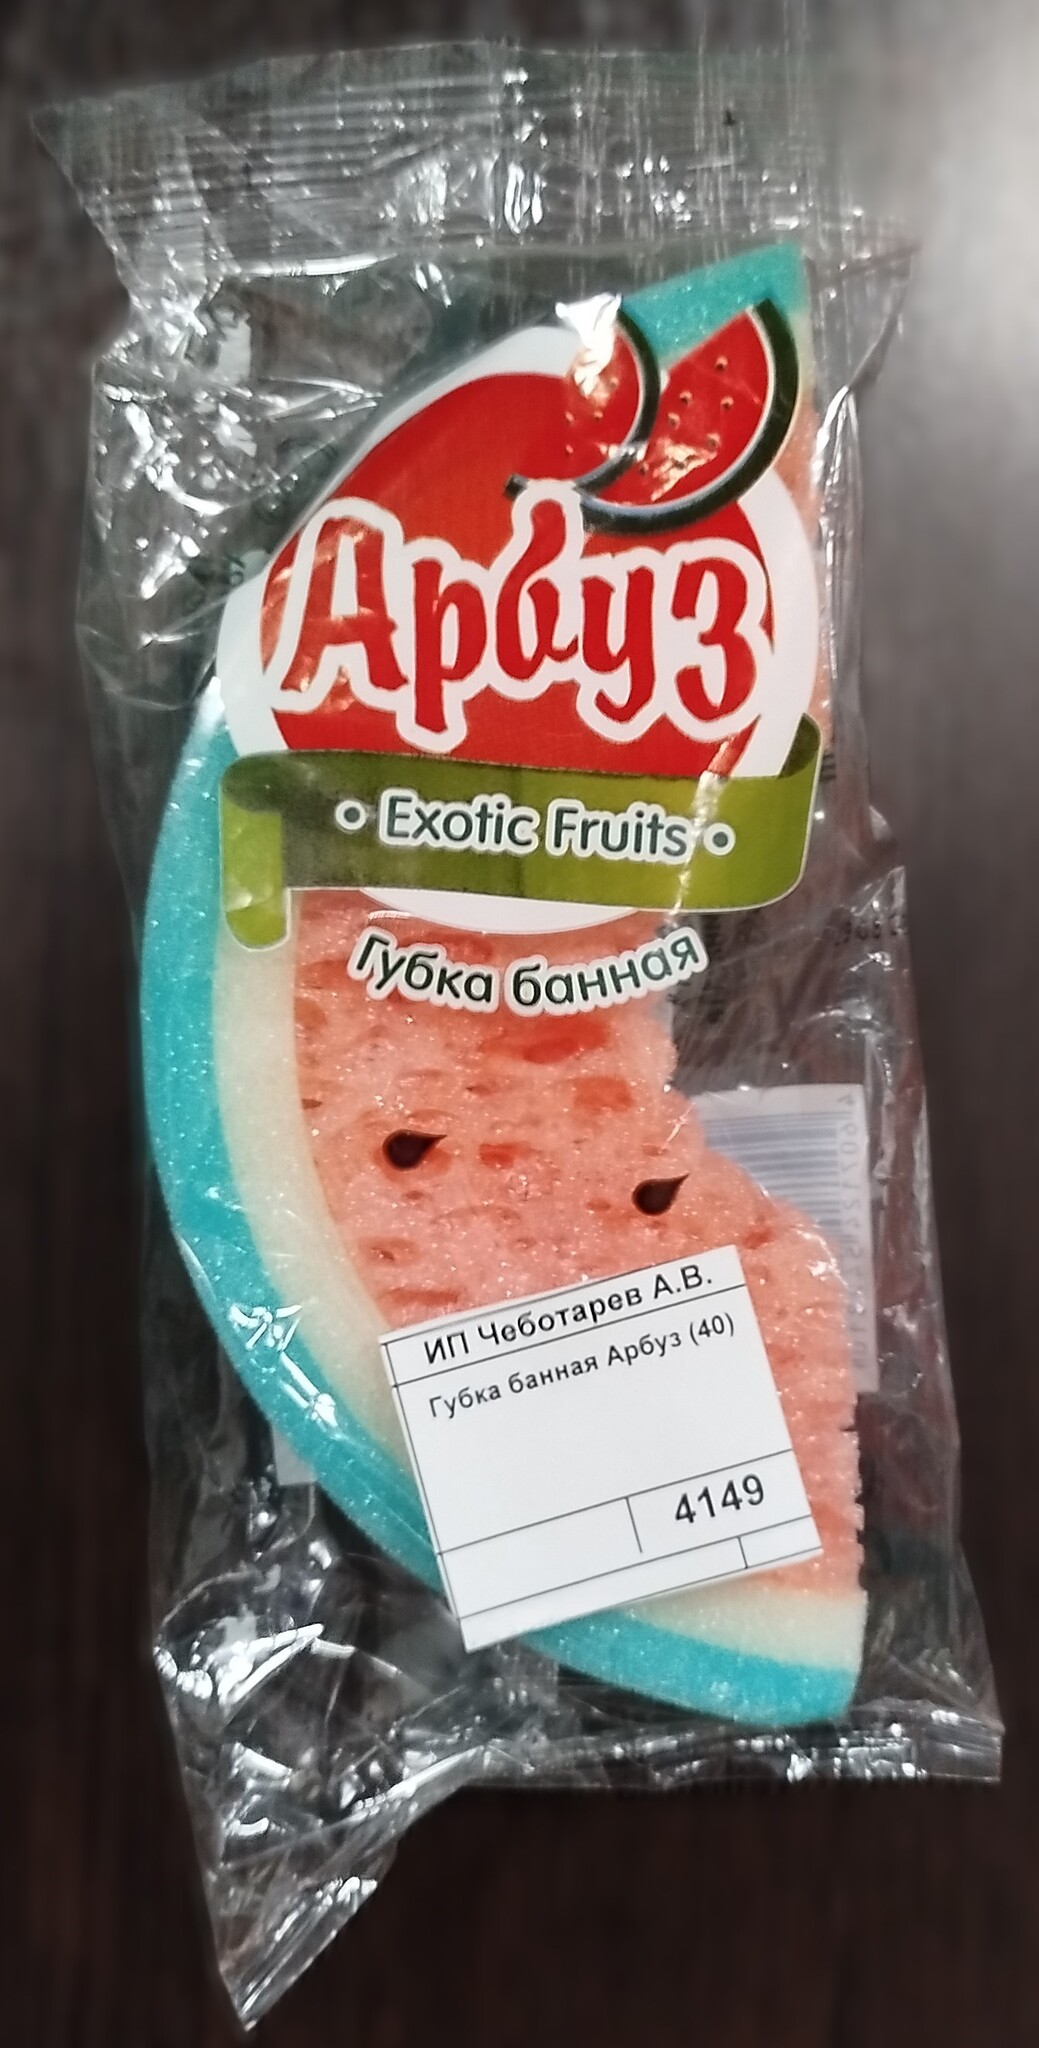 Арбуз
• Exotic Fruits •
Губка банная
ИП Чеботарев А.В.
Губка банная Арбуз (40)
4149